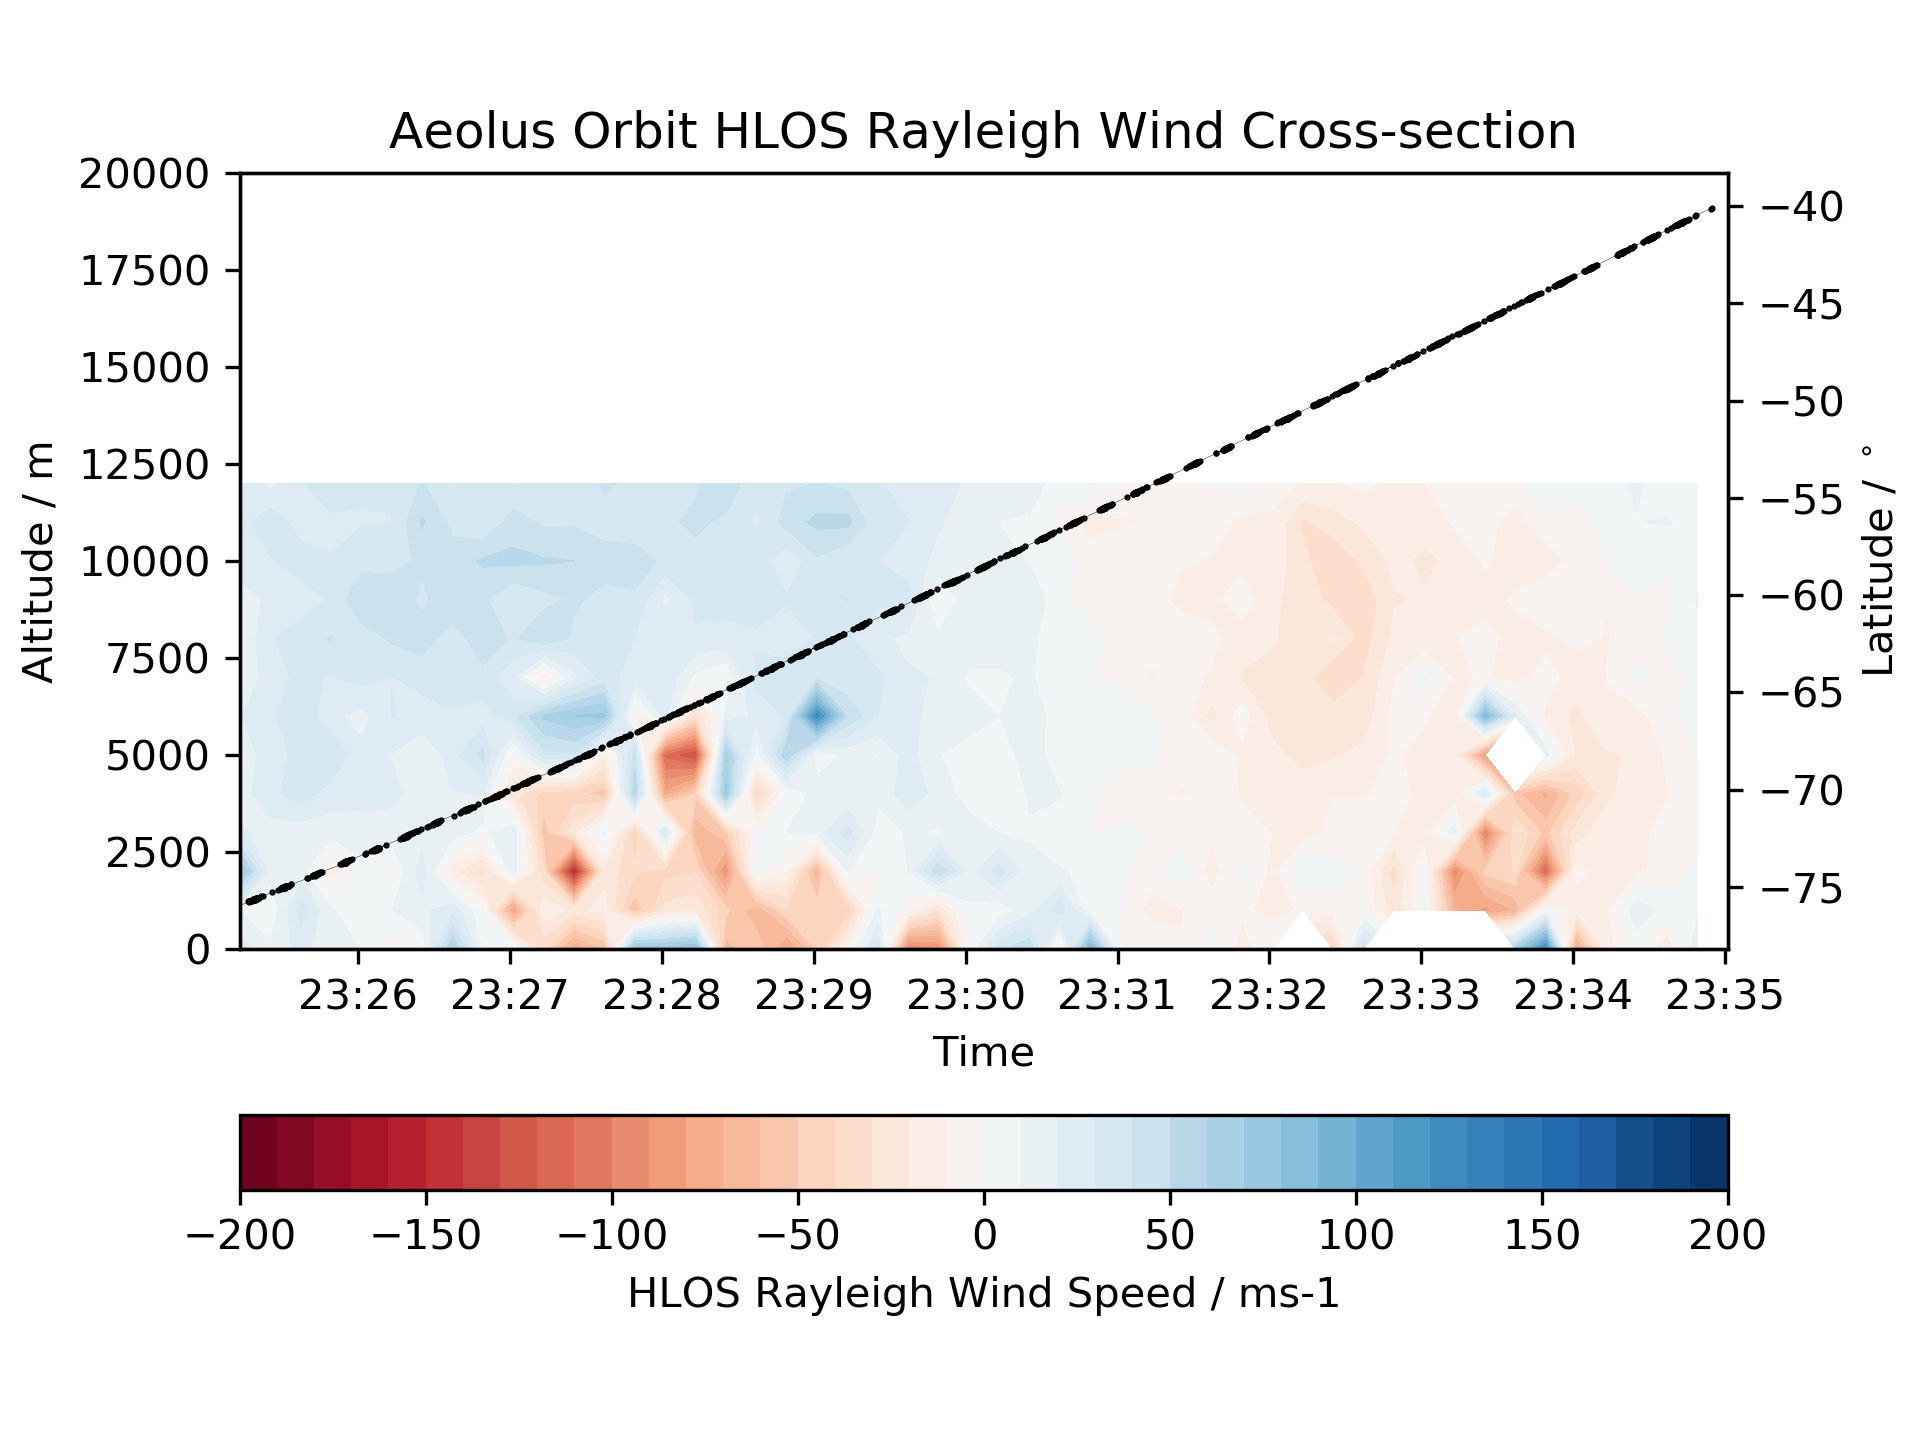 Aeolus Orbit HLOS Rayleigh Wind Cross-section
20000
17500
15000
12500
10000
7500
5000
2500
0
Altitude / m
−40
−45
−50
−55
−60
−65
−70
−75
Latitude / °
23:26 23:27 23:28 23:29 23:30 23:31 23:32 23:33 23:34 23:35
Time
−200 −150 −100 −50 0 50 100 150 200
HLOS Rayleigh Wind Speed / ms-1